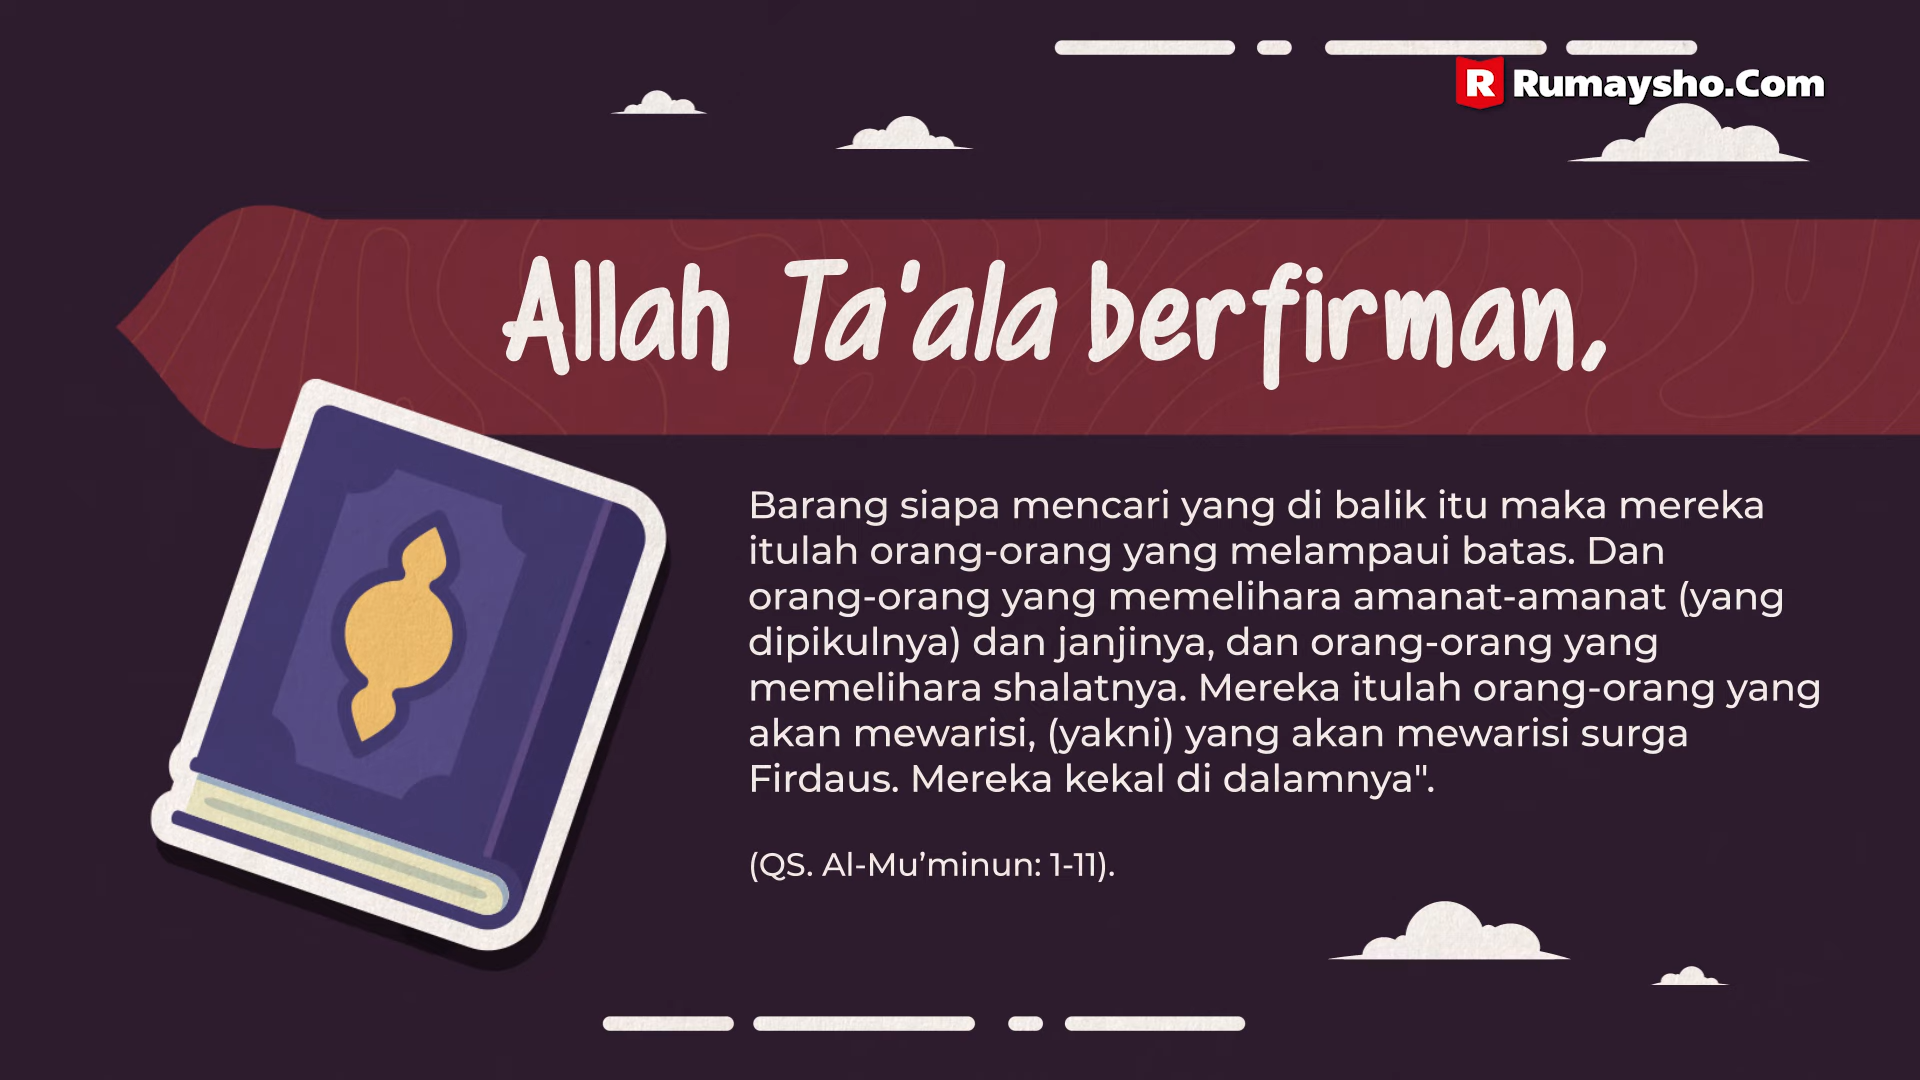 R Rumaysho.Com
Allah Ta'ala berfirman,
Barang siapa mencari yang di balik itu maka mereka
itulah orang-orang yang melampaui batas. Dan
orang-orang yang memelihara amanat-amanat (yang
dipikulnya) dan janjinya, dan orang-orang yang
memelihara shalatnya. Mereka itulah orang-orang yang
akan mewarisi, (yakni) yang akan mewarisi surga
Firdaus. Mereka kekal di dalamnya".
(QS. Al-Mu’minun: 1-11).